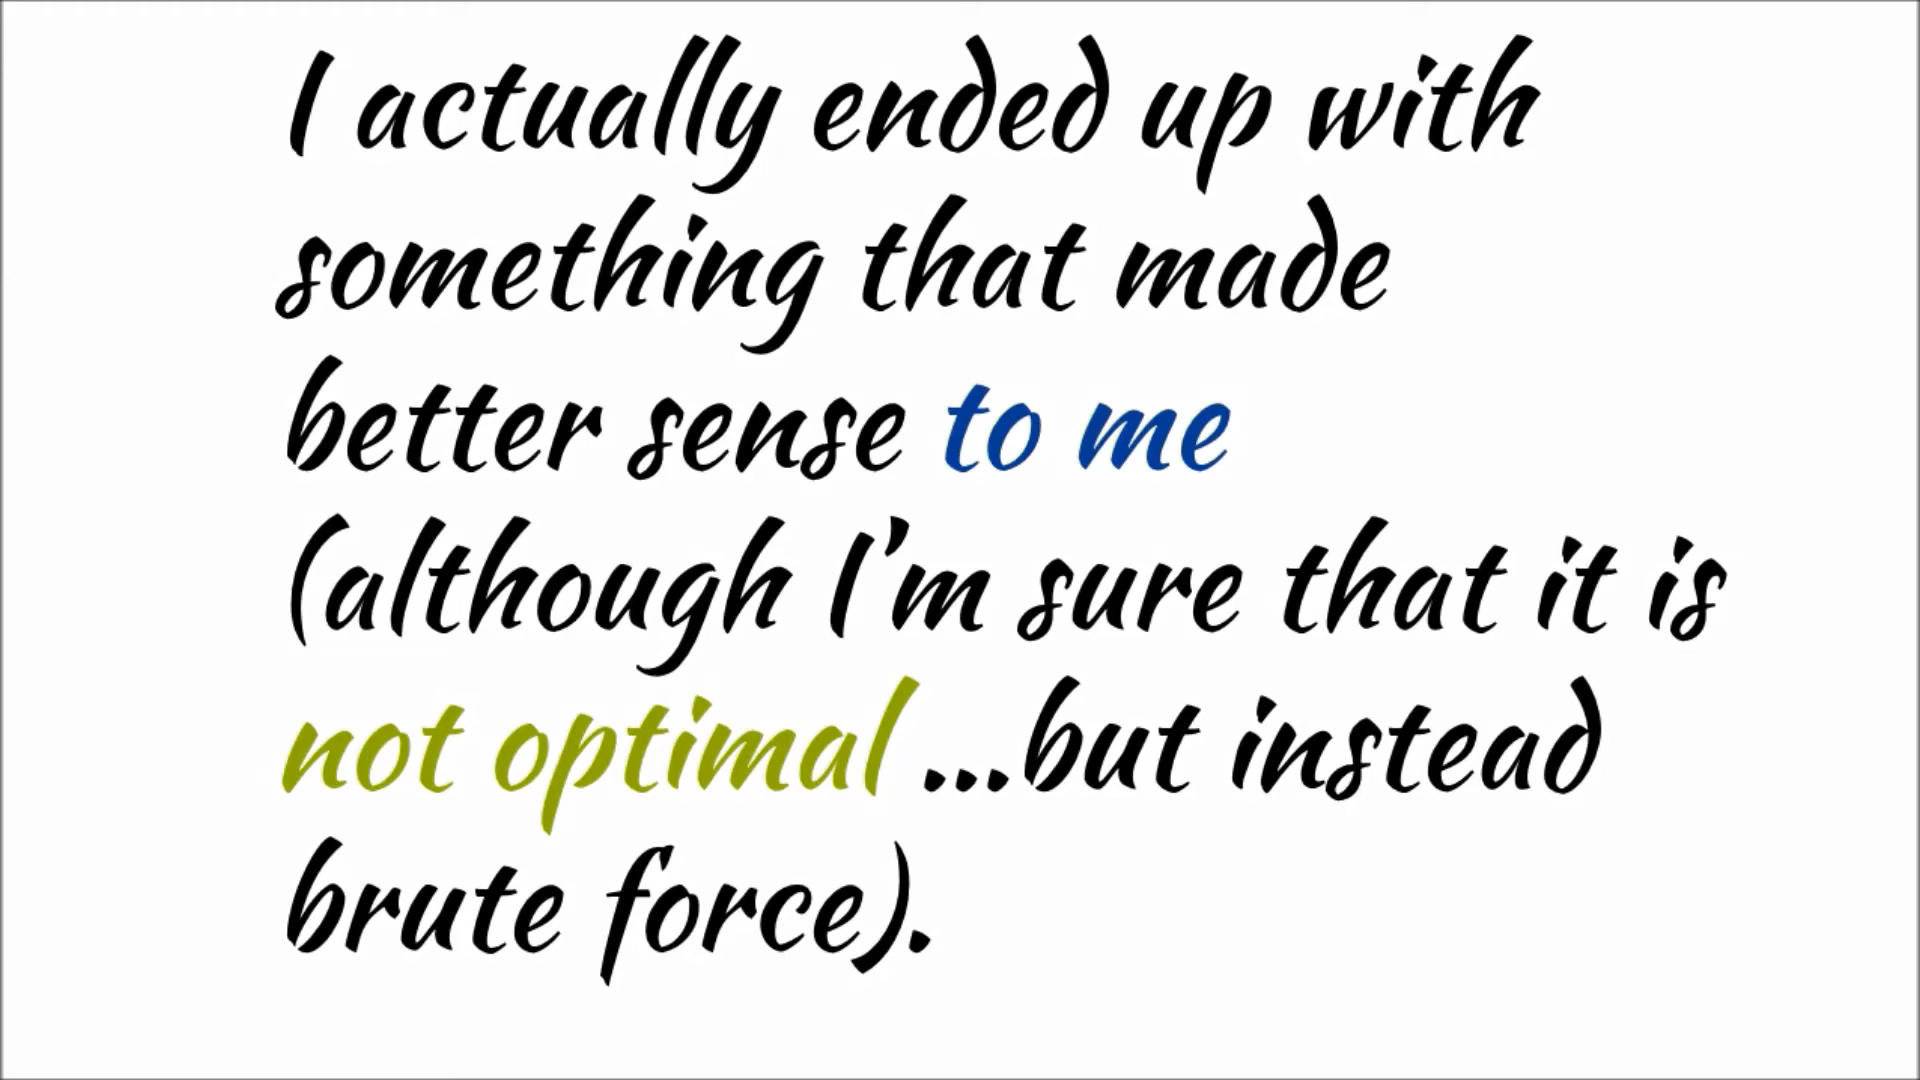 I actually ended up with
something that made
better sense to me
(although I'm sure that it is
not optimal ...but instead
brute force).